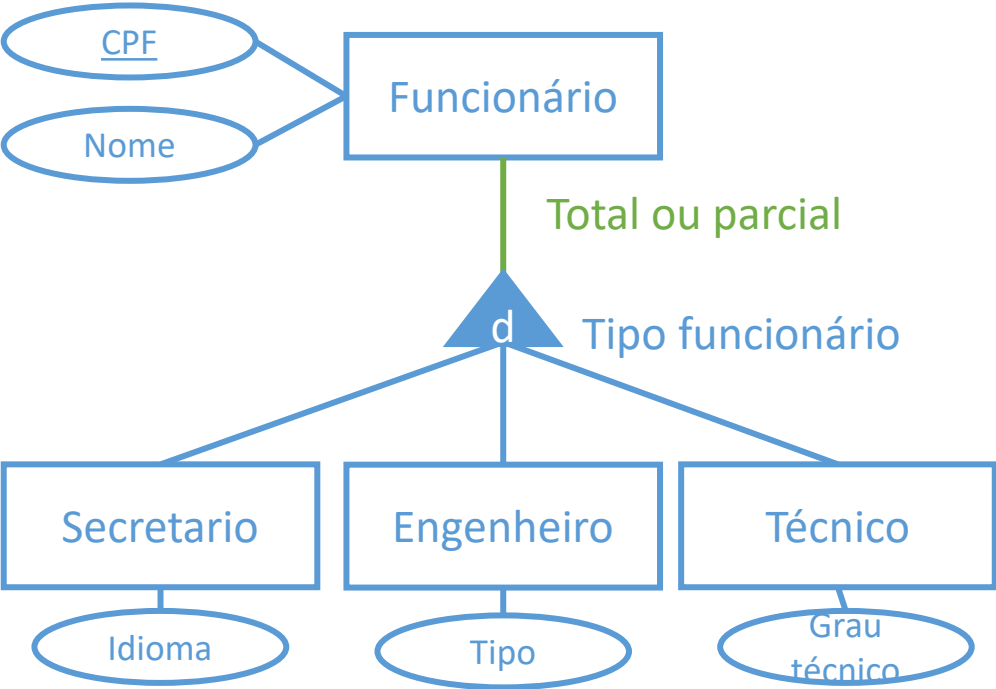 CPF
Funcionário
Nome
Total ou parcial
d
Tipo funcionário
Secretario
Engenheiro
Técnico
Idioma
Tipo
Grau
técnico